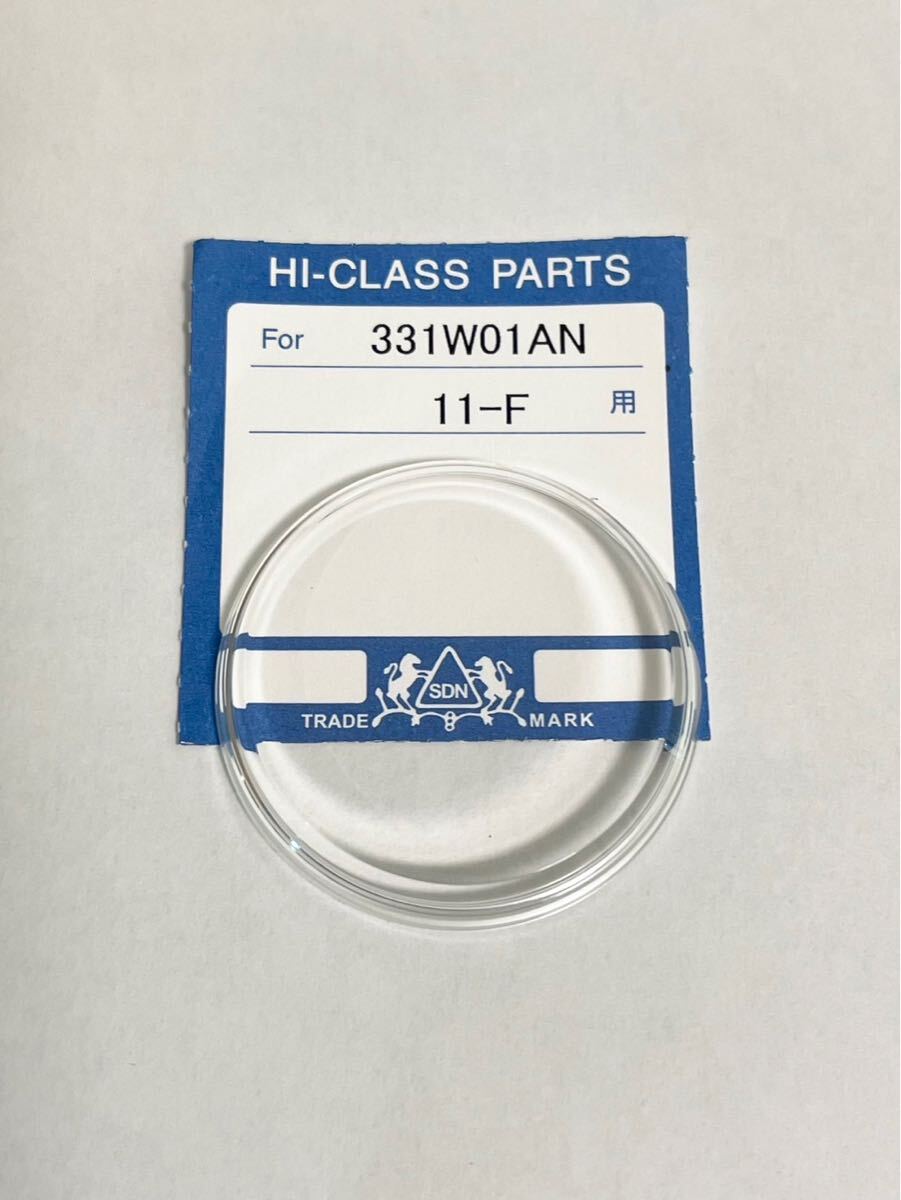 HI-CLASS PARTS
For 331W01AN
11-F 用
SDN
TRADE MARK